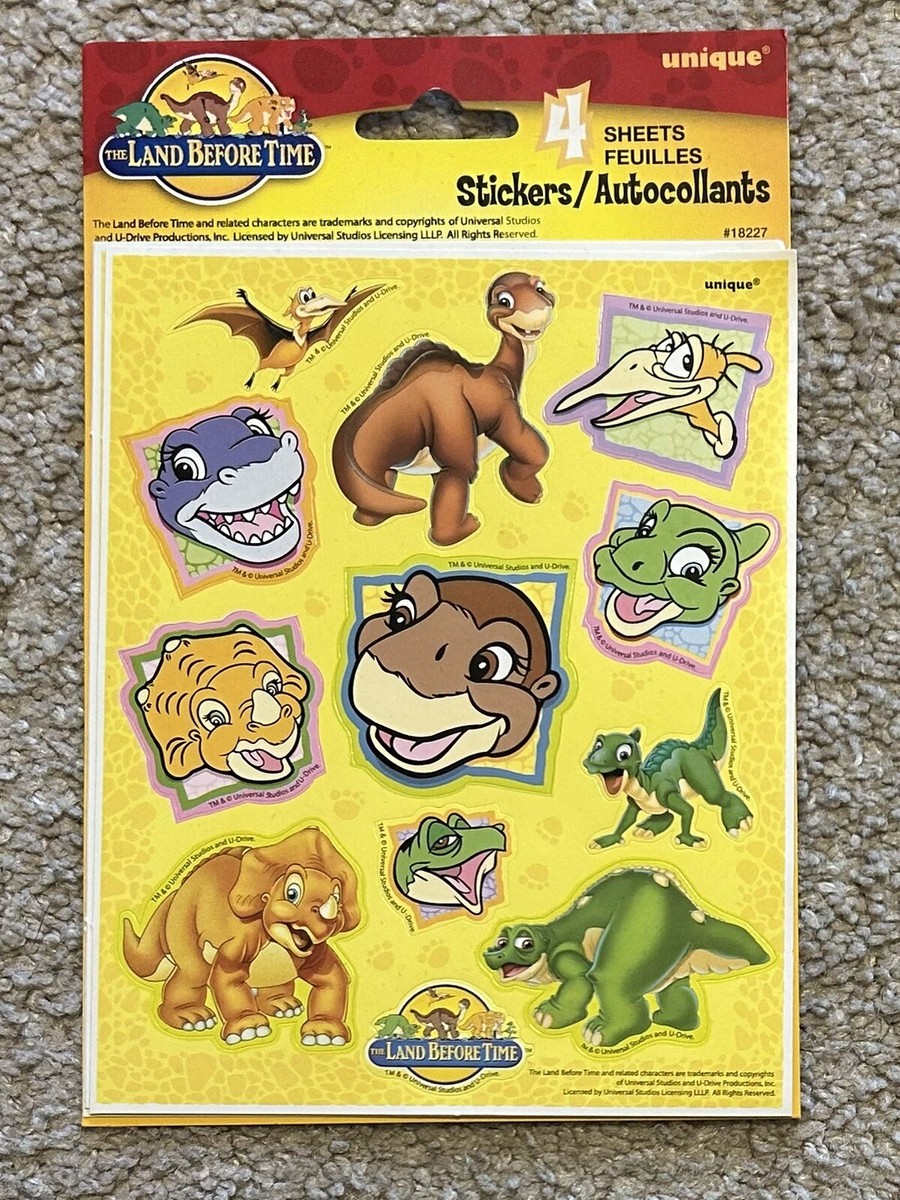 unique®
THE LAND BEFORE TIME™
4 SHEETS
FEUILLES
Stickers/Autocollants
The Land Before Time and related characters are trademarks and copyrights of Universal Studios
and U-Drive Productions, Inc. Licensed by Universal Studios Licensing LLLP. All Rights Reserved.
#18227
unique®
TM & © Universal Studios and U-Drive.
TM & © Universal Studios and U-Drive.
TM & © Universal Studios and U-Drive.
TM & © Universal Studios and U-Drive.
TM & © Universal Studios and U-Drive.
TM & © Universal Studios and U-Drive.
TM & © Universal Studios and U-Drive.
TM & © Universal Studios and U-Drive.
TM & © Universal Studios and U-Drive.
TM & © Universal Studios and U-Drive.
TM & © Universal Studios and U-Drive.
THE LAND BEFORE TIME™
TM & © Universal Studios and U-Drive.
The Land Before Time and related characters are trademarks and copyrights
of Universal Studios and U-Drive Productions, Inc.
Licensed by Universal Studios Licensing LLLP. All Rights Reserved.